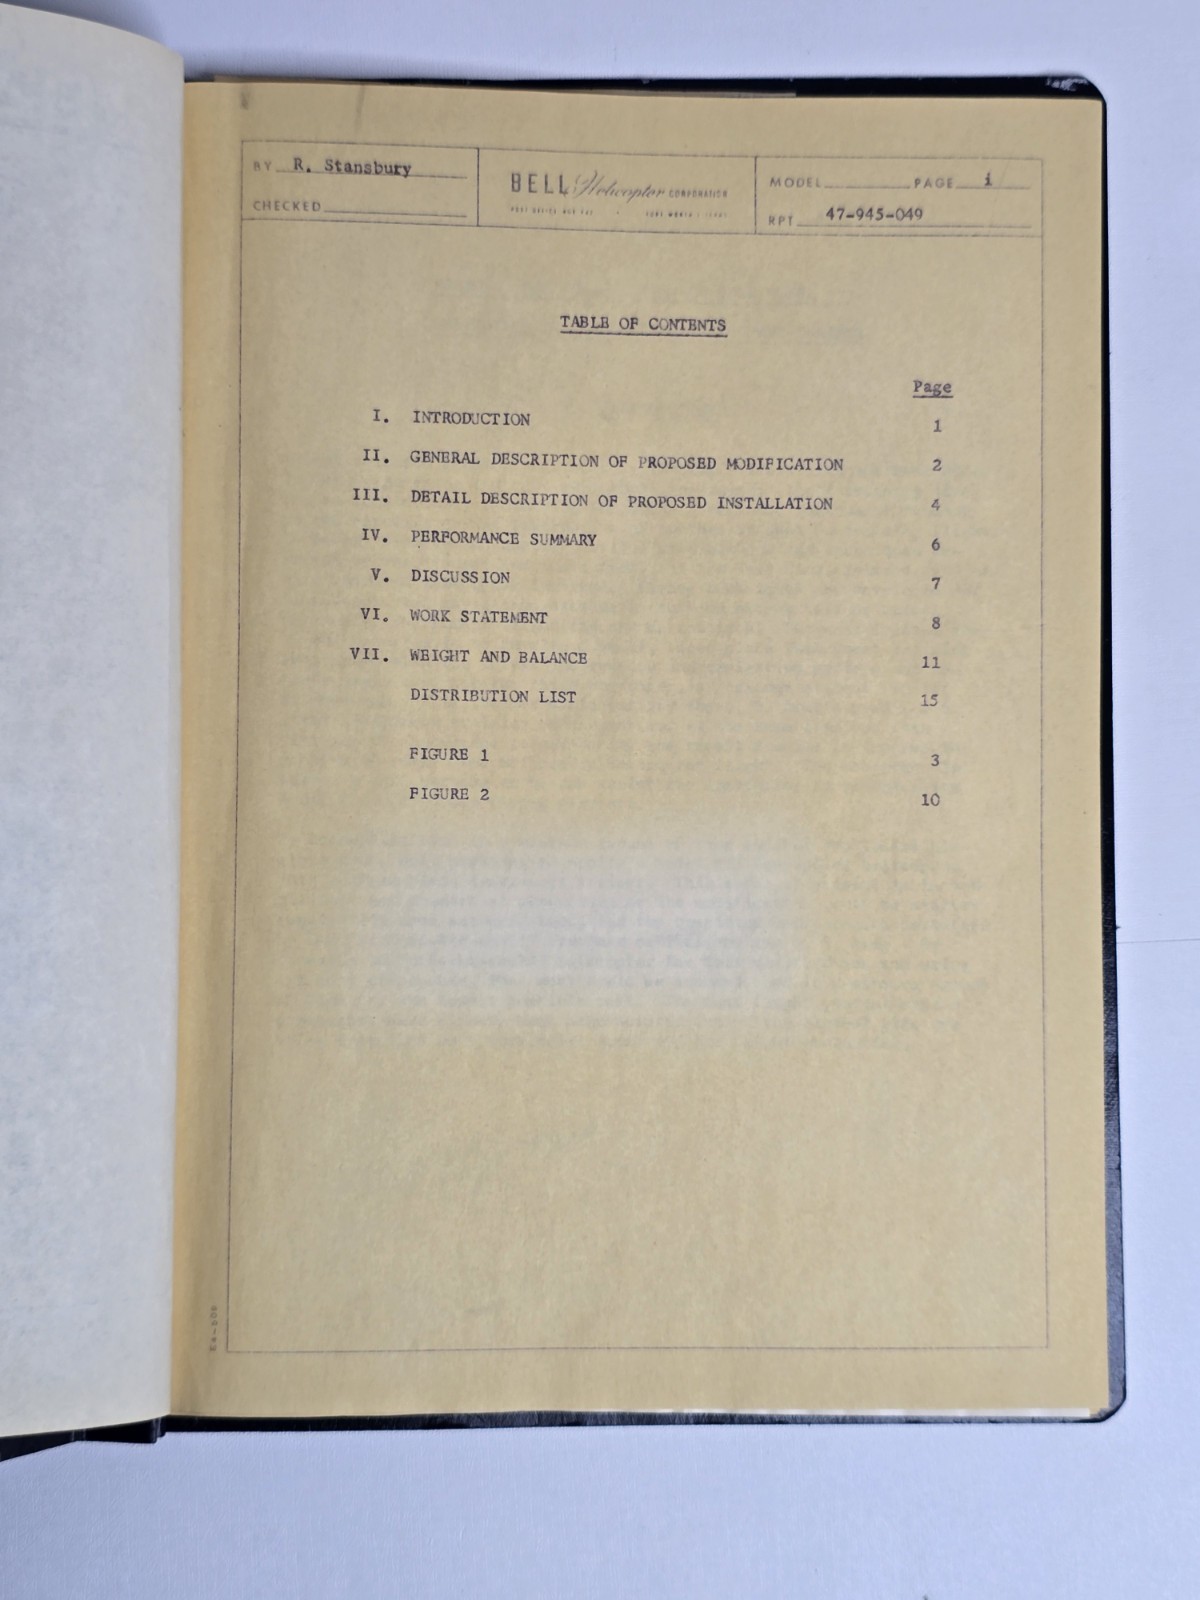 BY R. Stansbury
CHECKED
BELL Helicopter CORPORATION
MODEL PAGE i
RPT 47-945-049
TABLE OF CONTENTS
Page
I. INTRODUCTION 1
II. GENERAL DESCRIPTION OF PROPOSED MODIFICATION 2
III. DETAIL DESCRIPTION OF PROPOSED INSTALLATION 4
IV. PERFORMANCE SUMMARY 6
V. DISCUSSION 7
VI. WORK STATEMENT 8
VII. WEIGHT AND BALANCE 11
DISTRIBUTION LIST 15
FIGURE 1 3
FIGURE 2 10